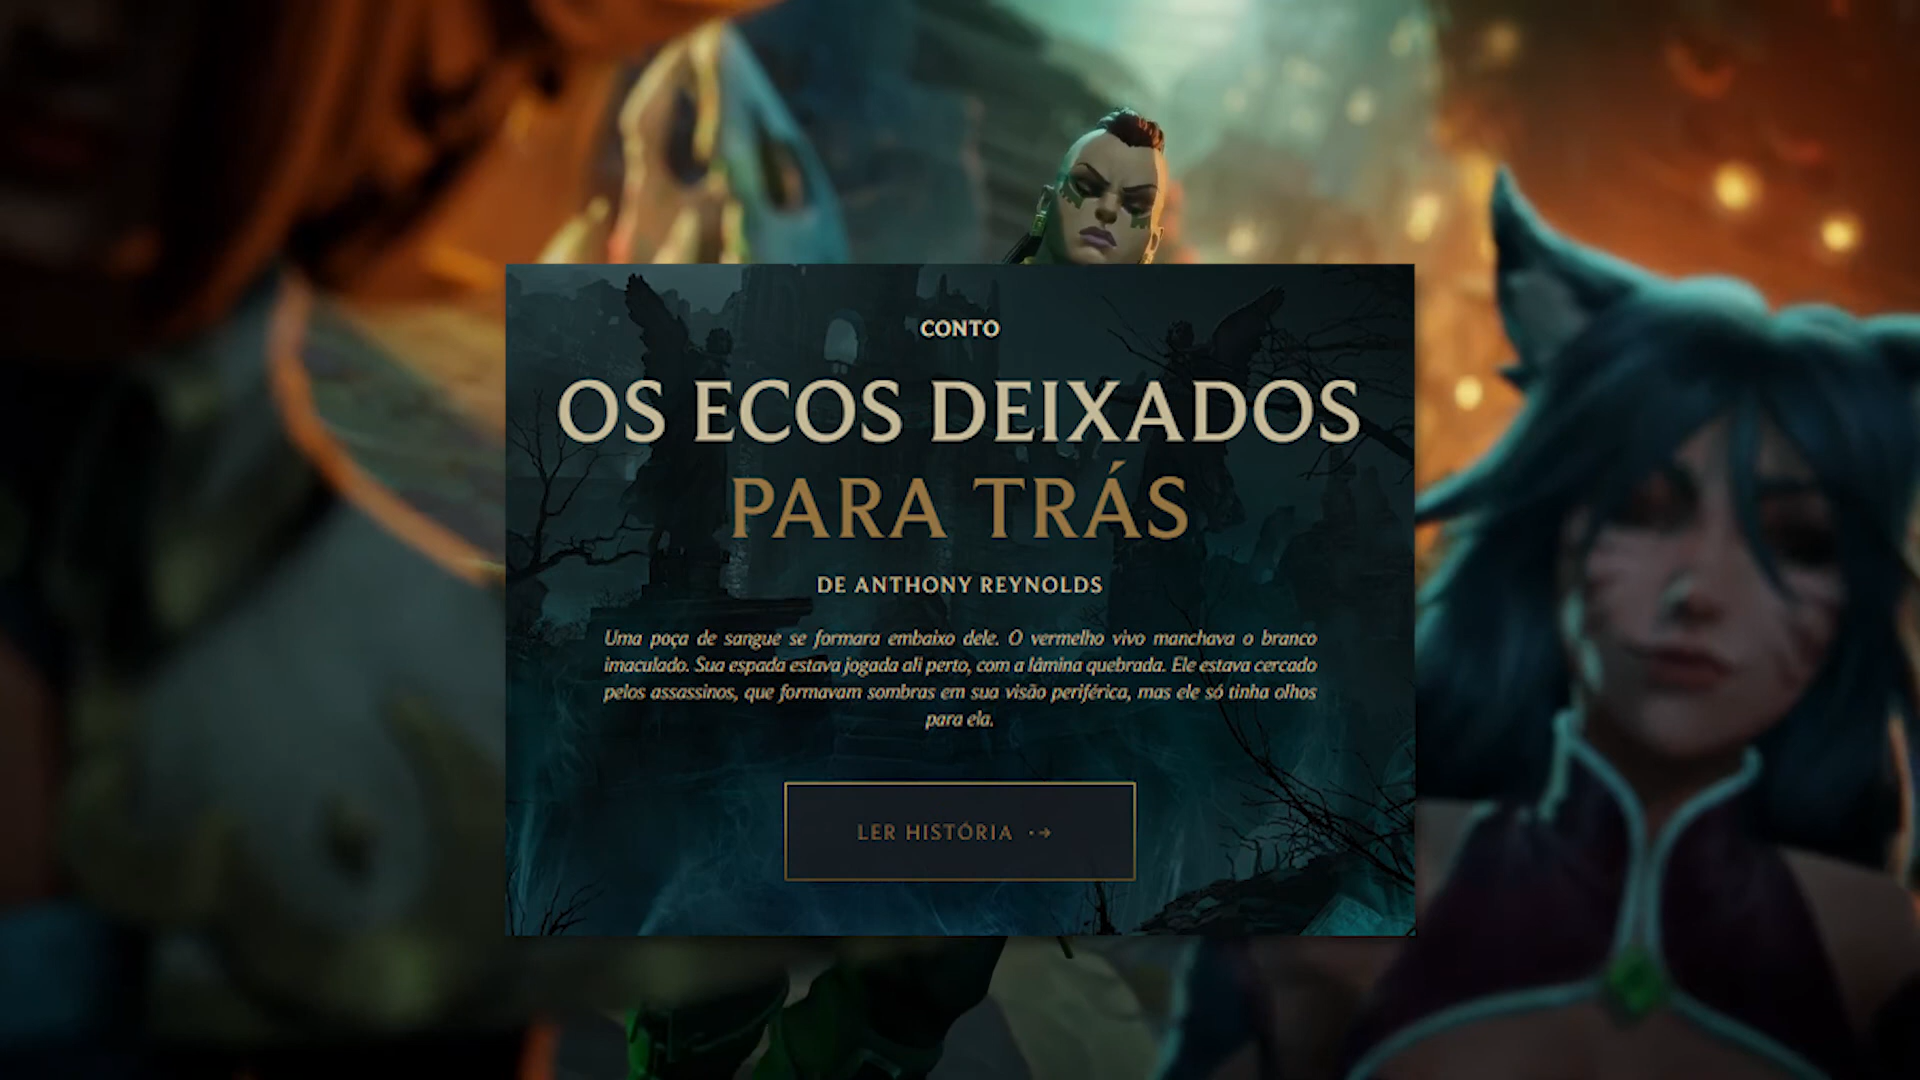 CONTO
OS ECOS DEIXADOS
PARA TRÁS
DE ANTHONY REYNOLDS
Uma poça de sangue se formara embaixo dele. O vermelho vivo manchava o branco
imaculado. Sua espada estava jogada ali perto, com a lâmina quebrada. Ele estava cercado
pelos assassinos, que formavam sombras em sua visão periférica, mas ele só tinha olhos
para ela.
LER HISTÓRIA